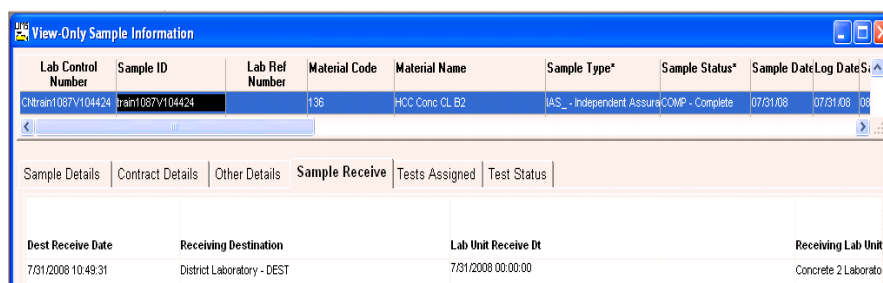 View-Only Sample Information
Lab Control Number Sample ID Lab Ref Number Material Code Material Name Sample Type* Sample Status* Sample Date Log Date
CNtrain1087V104424 train1087V104424 136 HCC Conc CL B2 IAS_ - Independent Assura COMP - Complete 07/31/08 07/31/08 08
Sample Details Contract Details Other Details Sample Receive Tests Assigned Test Status
Dest Receive Date Receiving Destination Lab Unit Receive Dt Receiving Lab Unit
7/31/2008 10:49:31 District Laboratory - DEST 7/31/2008 00:00:00 Concrete 2 Laborato